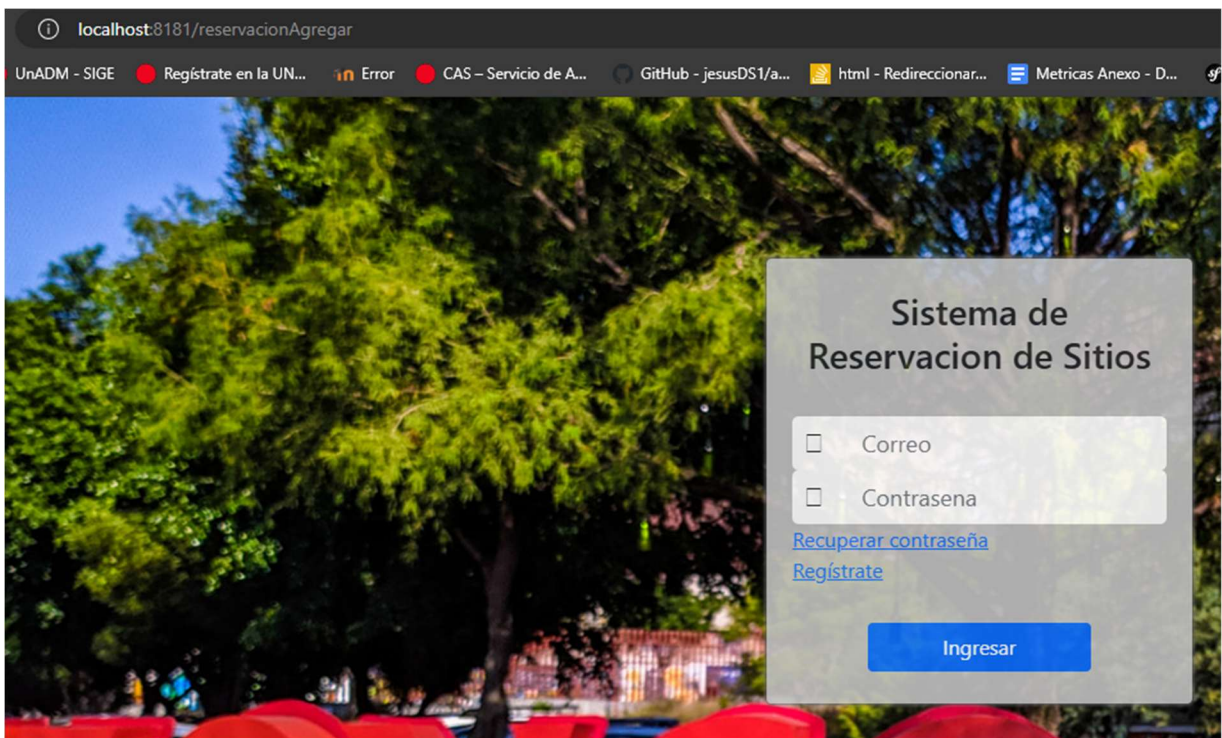 localhost:8181/reservacionAgregar
UnADM - SIGE Regístrate en la UN... Error CAS – Servicio de A... GitHub - jesusDS1/a... html - Redireccionar... Metricas Anexo - D... sf
Sistema de
Reservacion de Sitios
Correo
Contrasena
Recuperar contraseña
Regístrate
Ingresar